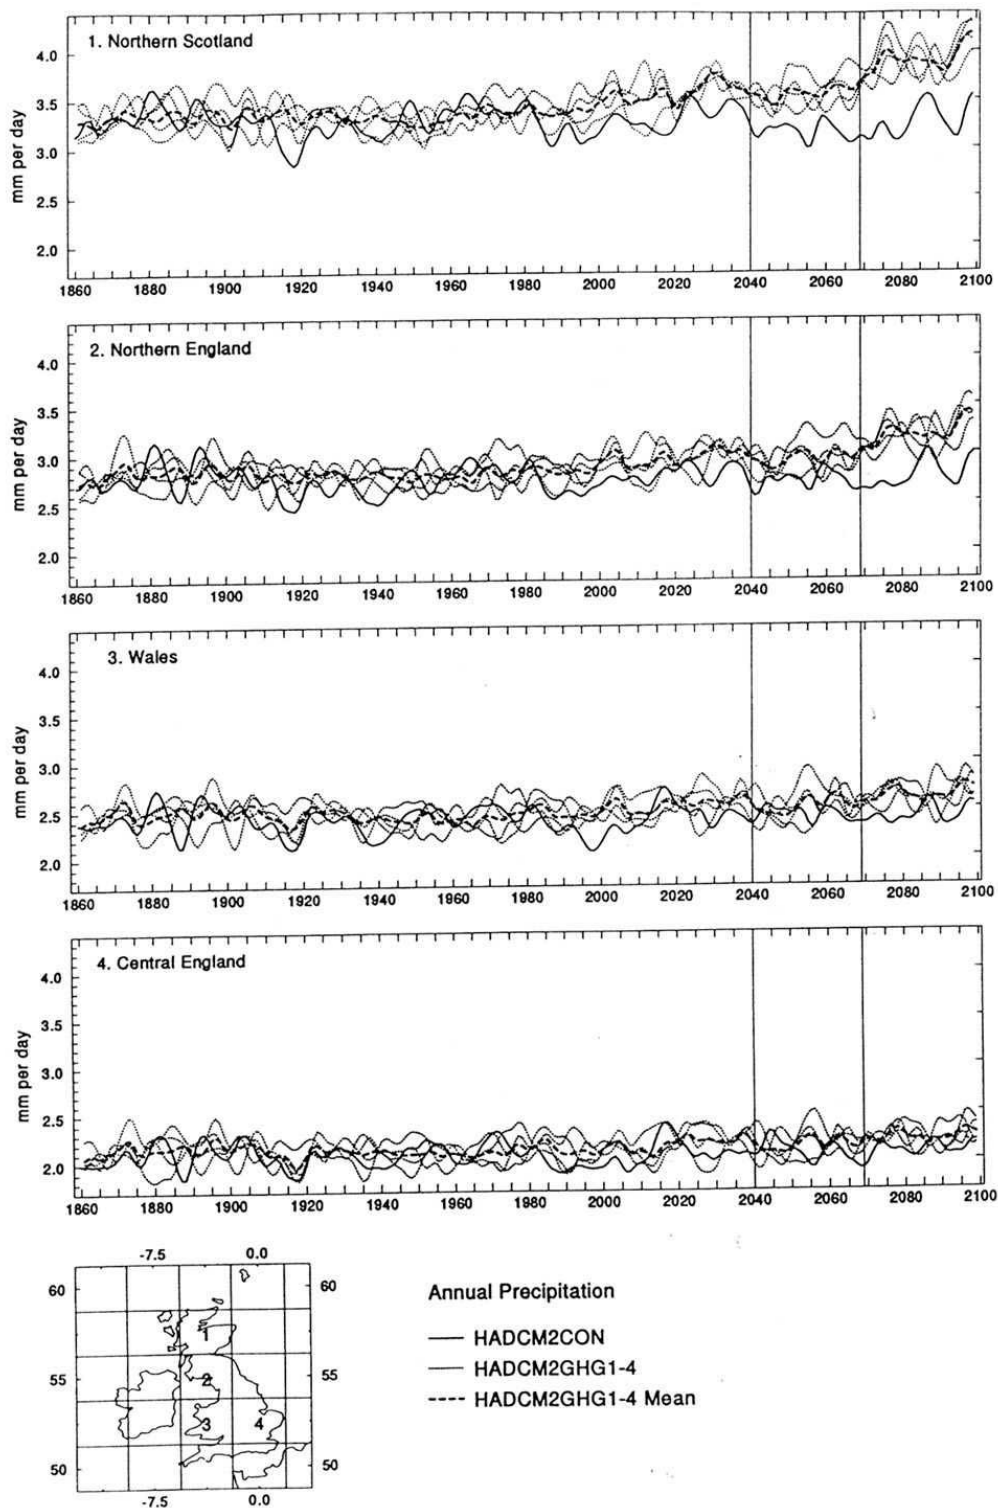 1. Northern Scotland
4.0
3.5
3.0
2.5
2.0
mm per day
1860 1880 1900 1920 1940 1960 1980 2000 2020 2040 2060 2080 2100
2. Northern England
4.0
3.5
3.0
2.5
2.0
mm per day
1860 1880 1900 1920 1940 1960 1980 2000 2020 2040 2060 2080 2100
3. Wales
4.0
3.5
3.0
2.5
2.0
mm per day
1860 1880 1900 1920 1940 1960 1980 2000 2020 2040 2060 2080 2100
4. Central England
4.0
3.5
3.0
2.5
2.0
mm per day
1860 1880 1900 1920 1940 1960 1980 2000 2020 2040 2060 2080 2100
-7.5 0.0
60 60
1
55 55
2
3 4
50 50
-7.5 0.0
Annual Precipitation
HADCM2CON
HADCM2GHG1-4
HADCM2GHG1-4 Mean